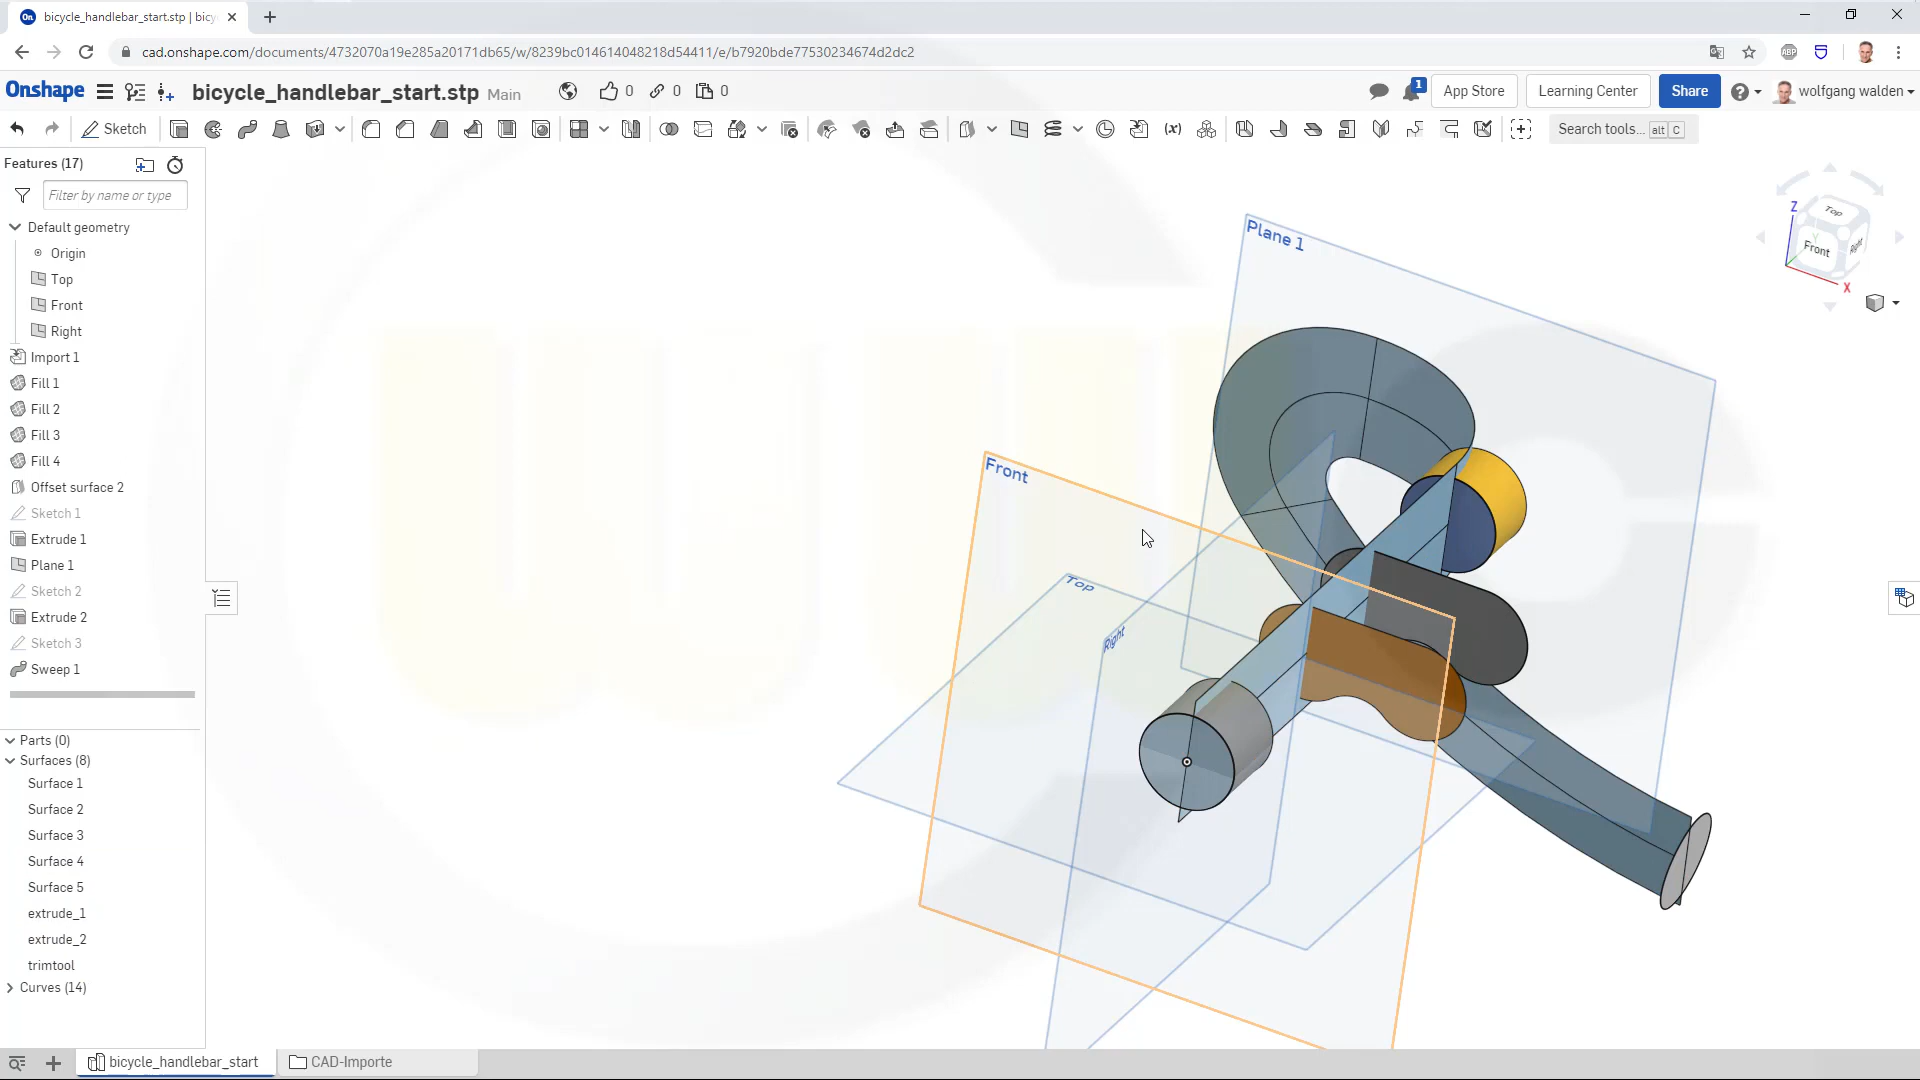 bicycle_handlebar_start.stp | bicy
cad.onshape.com/documents/4732070a19e285a20171db65/w/8239bc014614048218d54411/e/b7920bde77530234674d2dc2
ABP
Onshape
bicycle_handlebar_start.stp Main
0 0 0
1
App Store
Learning Center
Share
wolfgang walden
Sketch
(x)
Search tools... alt C
Features (17)
Filter by name or type
Default geometry
Origin
Top
Front
Right
Import 1
Fill 1
Fill 2
Fill 3
Fill 4
Offset surface 2
Sketch 1
Extrude 1
Plane 1
Sketch 2
Extrude 2
Sketch 3
Sweep 1
Parts (0)
Surfaces (8)
Surface 1
Surface 2
Surface 3
Surface 4
Surface 5
extrude_1
extrude_2
trimtool
Curves (14)
Plane 1
Front
Top
Right
Z
Top
Y
Front
Right
X
bicycle_handlebar_start
CAD-Importe